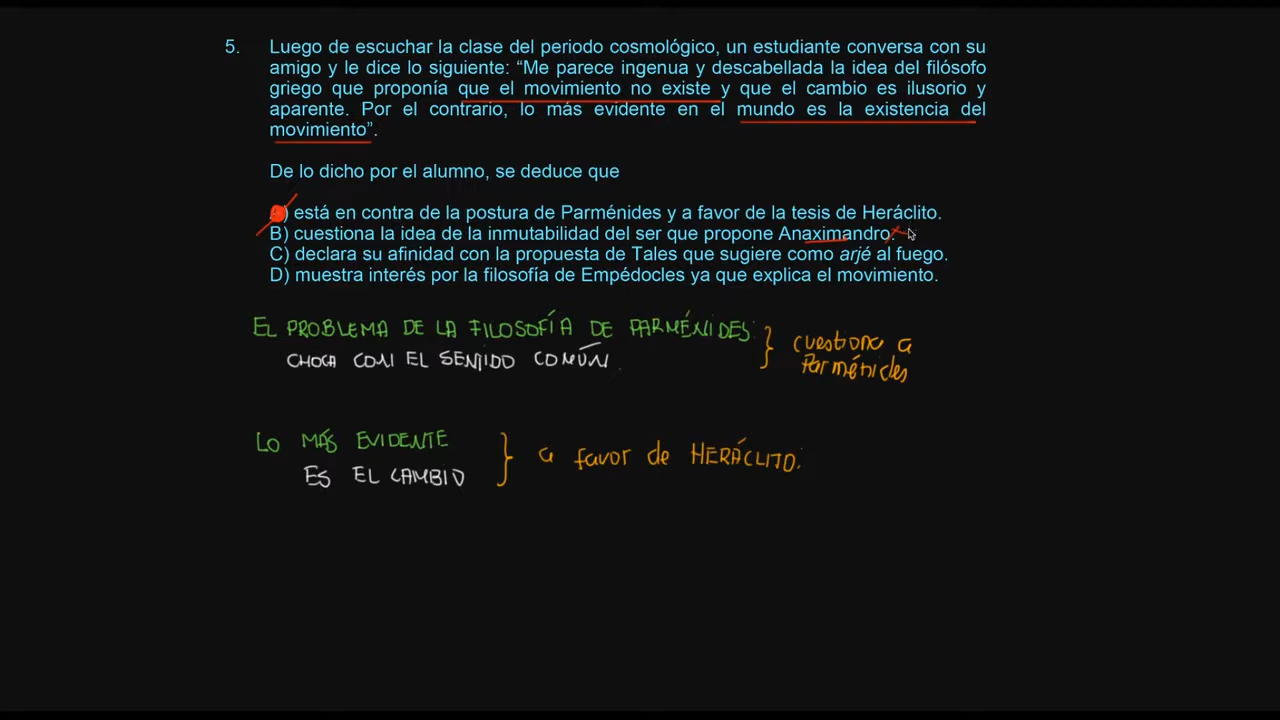 5. Luego de escuchar la clase del periodo cosmológico, un estudiante conversa con su
amigo y le dice lo siguiente: “Me parece ingenua y descabellada la idea del filósofo
griego que proponía que el movimiento no existe y que el cambio es ilusorio y
aparente. Por el contrario, lo más evidente en el mundo es la existencia del
movimiento”.
De lo dicho por el alumno, se deduce que
A) está en contra de la postura de Parménides y a favor de la tesis de Heráclito.
B) cuestiona la idea de la inmutabilidad del ser que propone Anaximandro.
C) declara su afinidad con la propuesta de Tales que sugiere como arjé al fuego.
D) muestra interés por la filosofía de Empédocles ya que explica el movimiento.
EL PROBLEMA DE LA FILOSOFÍA DE PARMÉNIDES:
CHOCA CON EL SENTIDO COMÚN.
cuestiona a
Parménides
LO MÁS EVIDENTE
ES EL CAMBIO
a favor de HERÁCLITO.